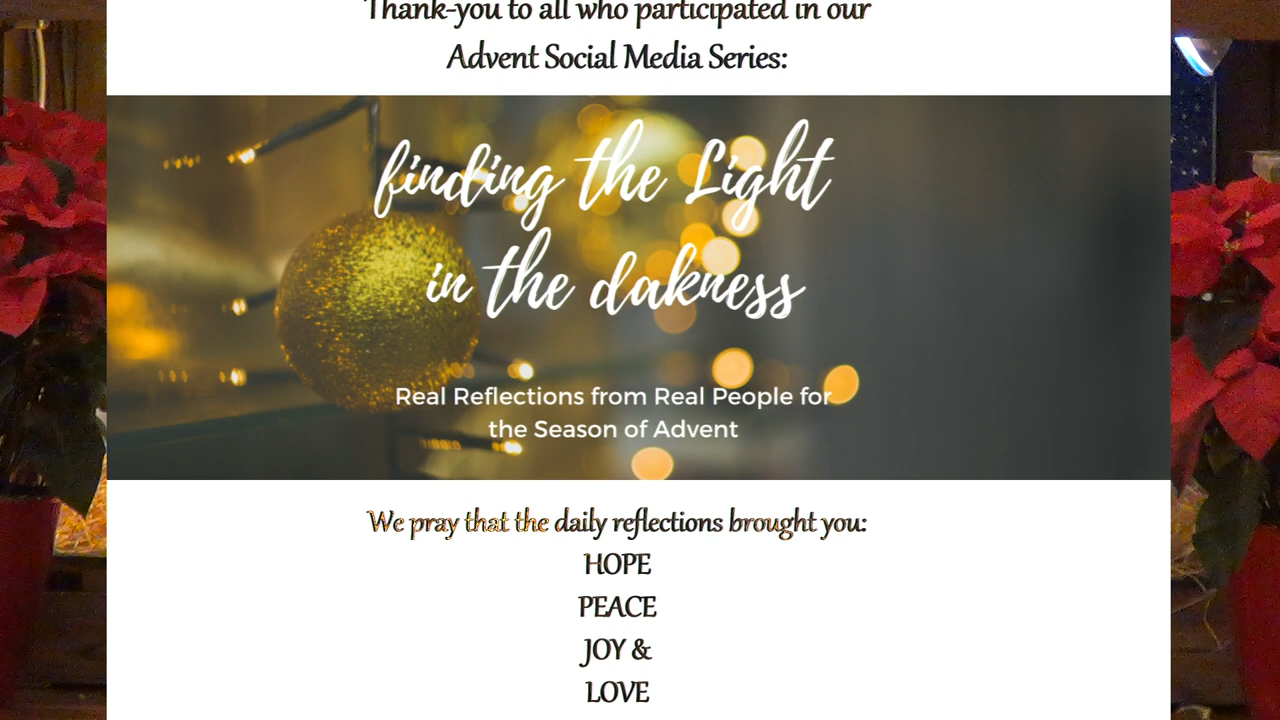 Thank-you to all who participated in our
Advent Social Media Series:
finding the Light
in the dakness
Real Reflections from Real People for
the Season of Advent
We pray that the daily reflections brought you:
HOPE
PEACE
JOY &
LOVE